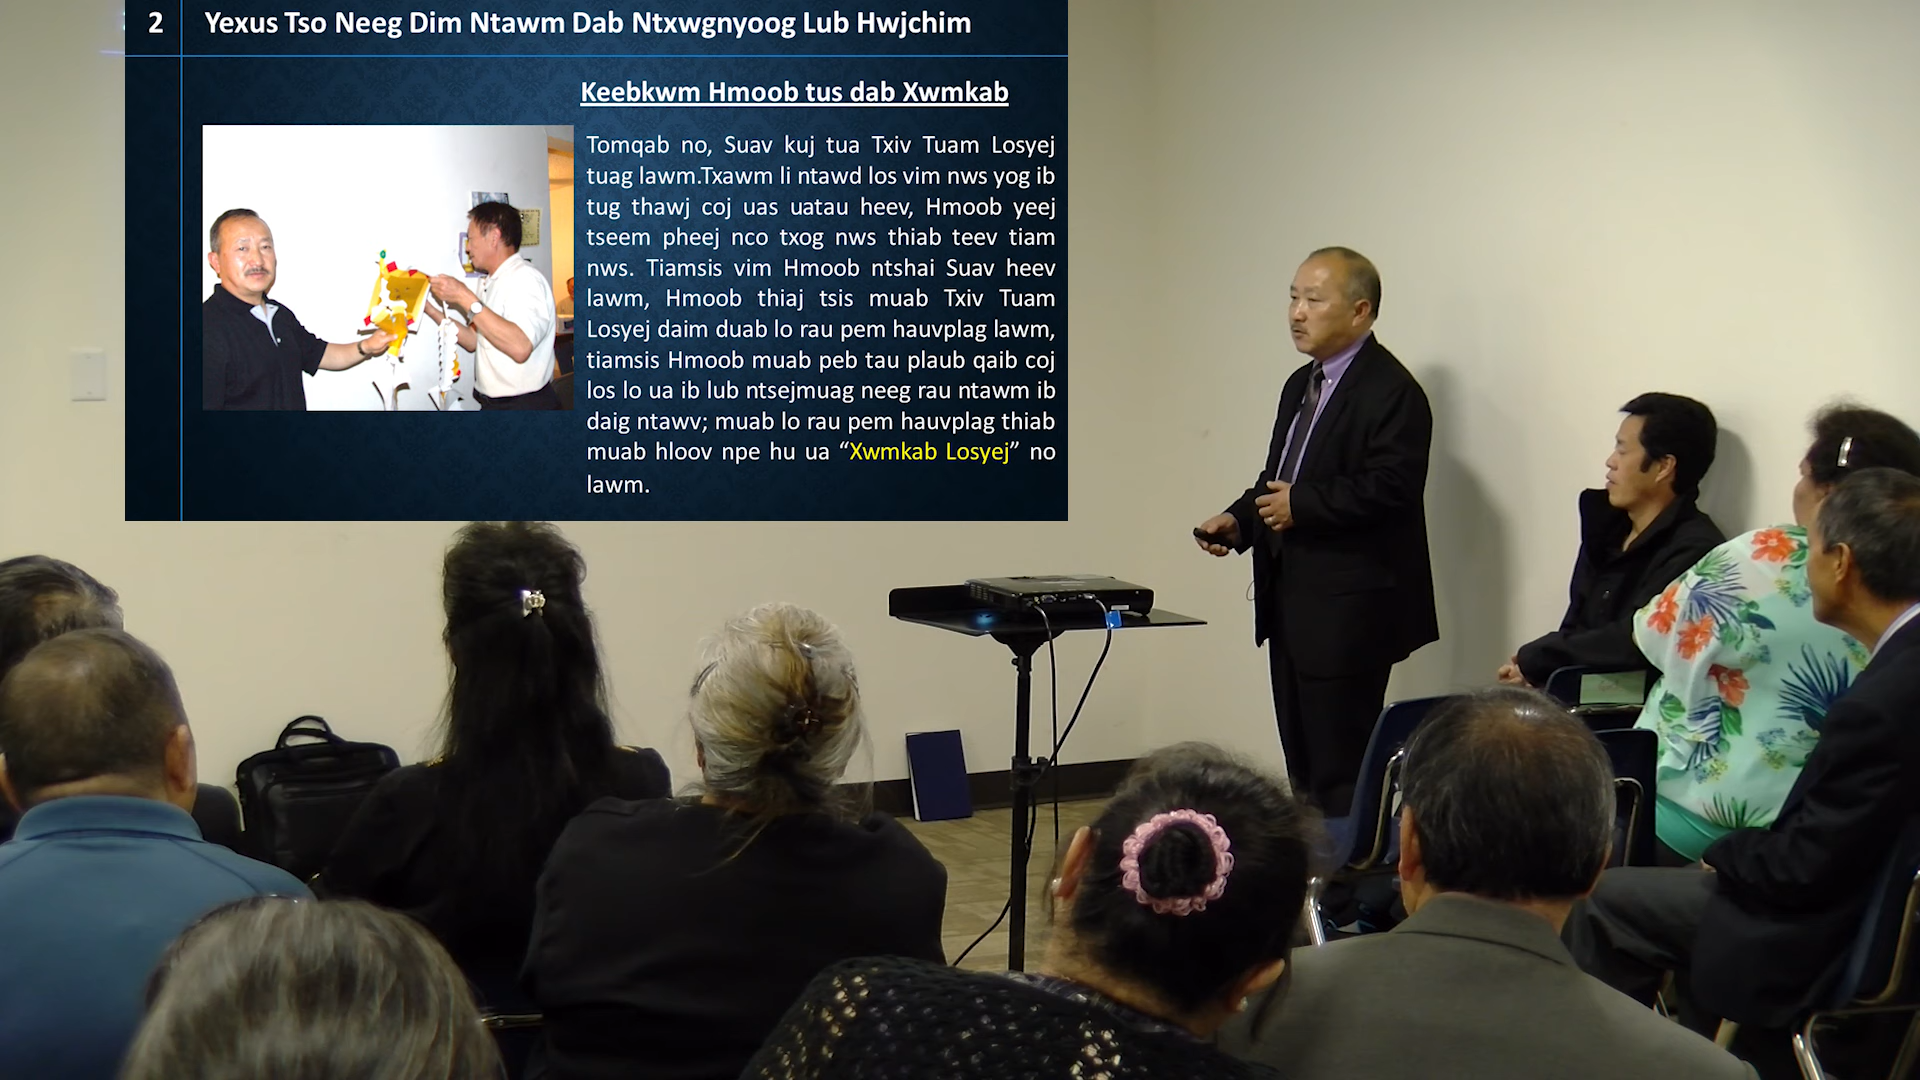 2
Yexus Tso Neeg Dim Ntawm Dab Ntxwgnyoog Lub Hwjchim
Keebkwm Hmoob tus dab Xwmkab
Tomqab no, Suav kuj tua Txiv Tuam Losyej
tuag lawm.Txawm li ntawd los vim nws yog ib
tug thawj coj uas uatau heev, Hmoob yeej
tseem pheej nco txog nws thiab teev tiam
nws. Tiamsis vim Hmoob ntshai Suav heev
lawm, Hmoob thiaj tsis muab Txiv Tuam
Losyej daim duab lo rau pem hauvplag lawm,
tiamsis Hmoob muab peb tau plaub qaib coj
los lo ua ib lub ntsejmuag neeg rau ntawm ib
daig ntawv; muab lo rau pem hauvplag thiab
muab hloov npe hu ua “Xwmkab Losyej” no
lawm.